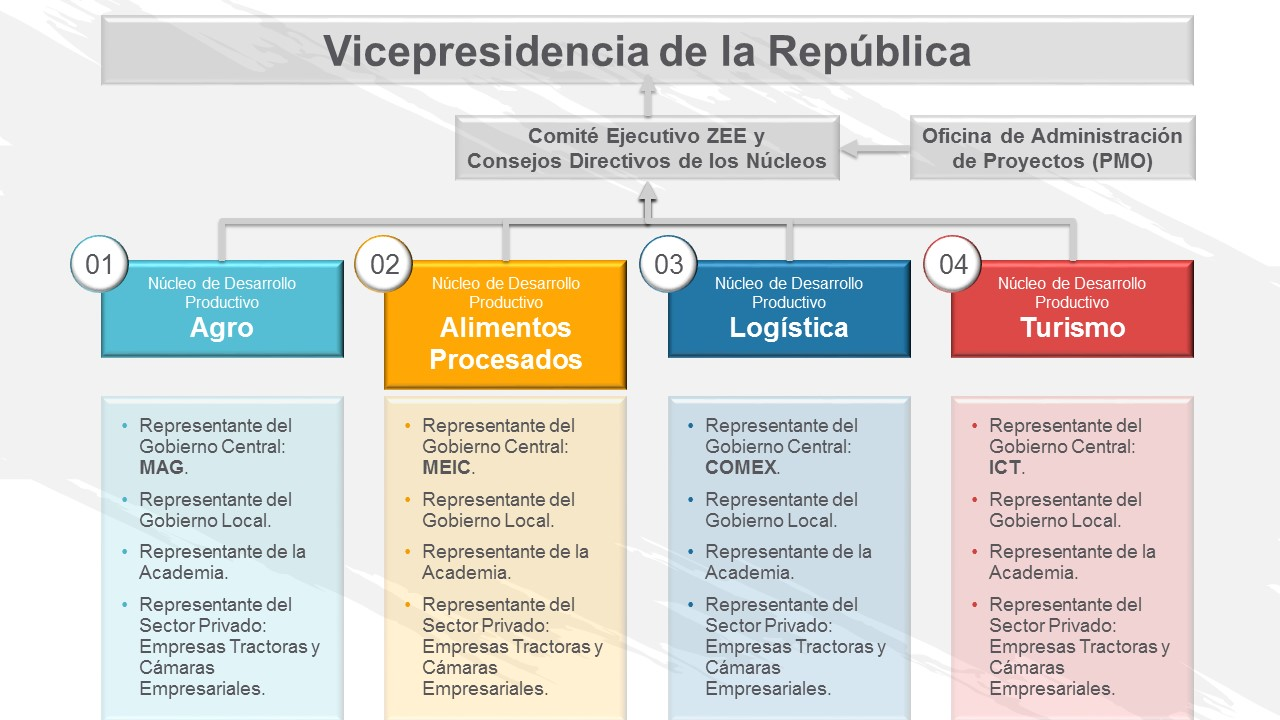 Vicepresidencia de la República
Comité Ejecutivo ZEE y
Consejos Directivos de los Núcleos
Oficina de Administración
de Proyectos (PMO)
01
Núcleo de Desarrollo
Productivo
Agro
02
Núcleo de Desarrollo
Productivo
Alimentos
Procesados
03
Núcleo de Desarrollo
Productivo
Logística
04
Núcleo de Desarrollo
Productivo
Turismo
• Representante del
Gobierno Central:
MAG.
• Representante del
Gobierno Local.
• Representante de la
Academia.
• Representante del
Sector Privado:
Empresas Tractoras y
Cámaras
Empresariales.
• Representante del
Gobierno Central:
MEIC.
• Representante del
Gobierno Local.
• Representante de la
Academia.
• Representante del
Sector Privado:
Empresas Tractoras y
Cámaras
Empresariales.
• Representante del
Gobierno Central:
COMEX.
• Representante del
Gobierno Local.
• Representante de la
Academia.
• Representante del
Sector Privado:
Empresas Tractoras y
Cámaras
Empresariales.
• Representante del
Gobierno Central:
ICT.
• Representante del
Gobierno Local.
• Representante de la
Academia.
• Representante del
Sector Privado:
Empresas Tractoras y
Cámaras
Empresariales.